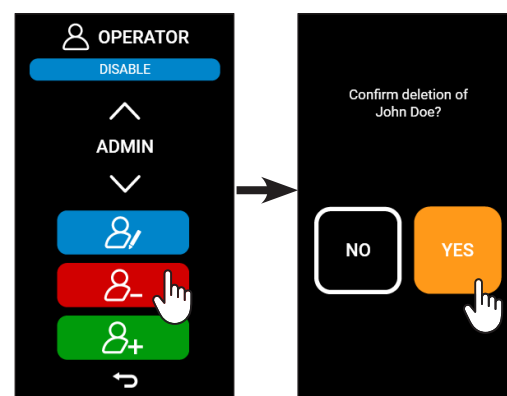 OPERATOR
DISABLE
ADMIN
Confirm deletion of
John Doe?
NO
YES